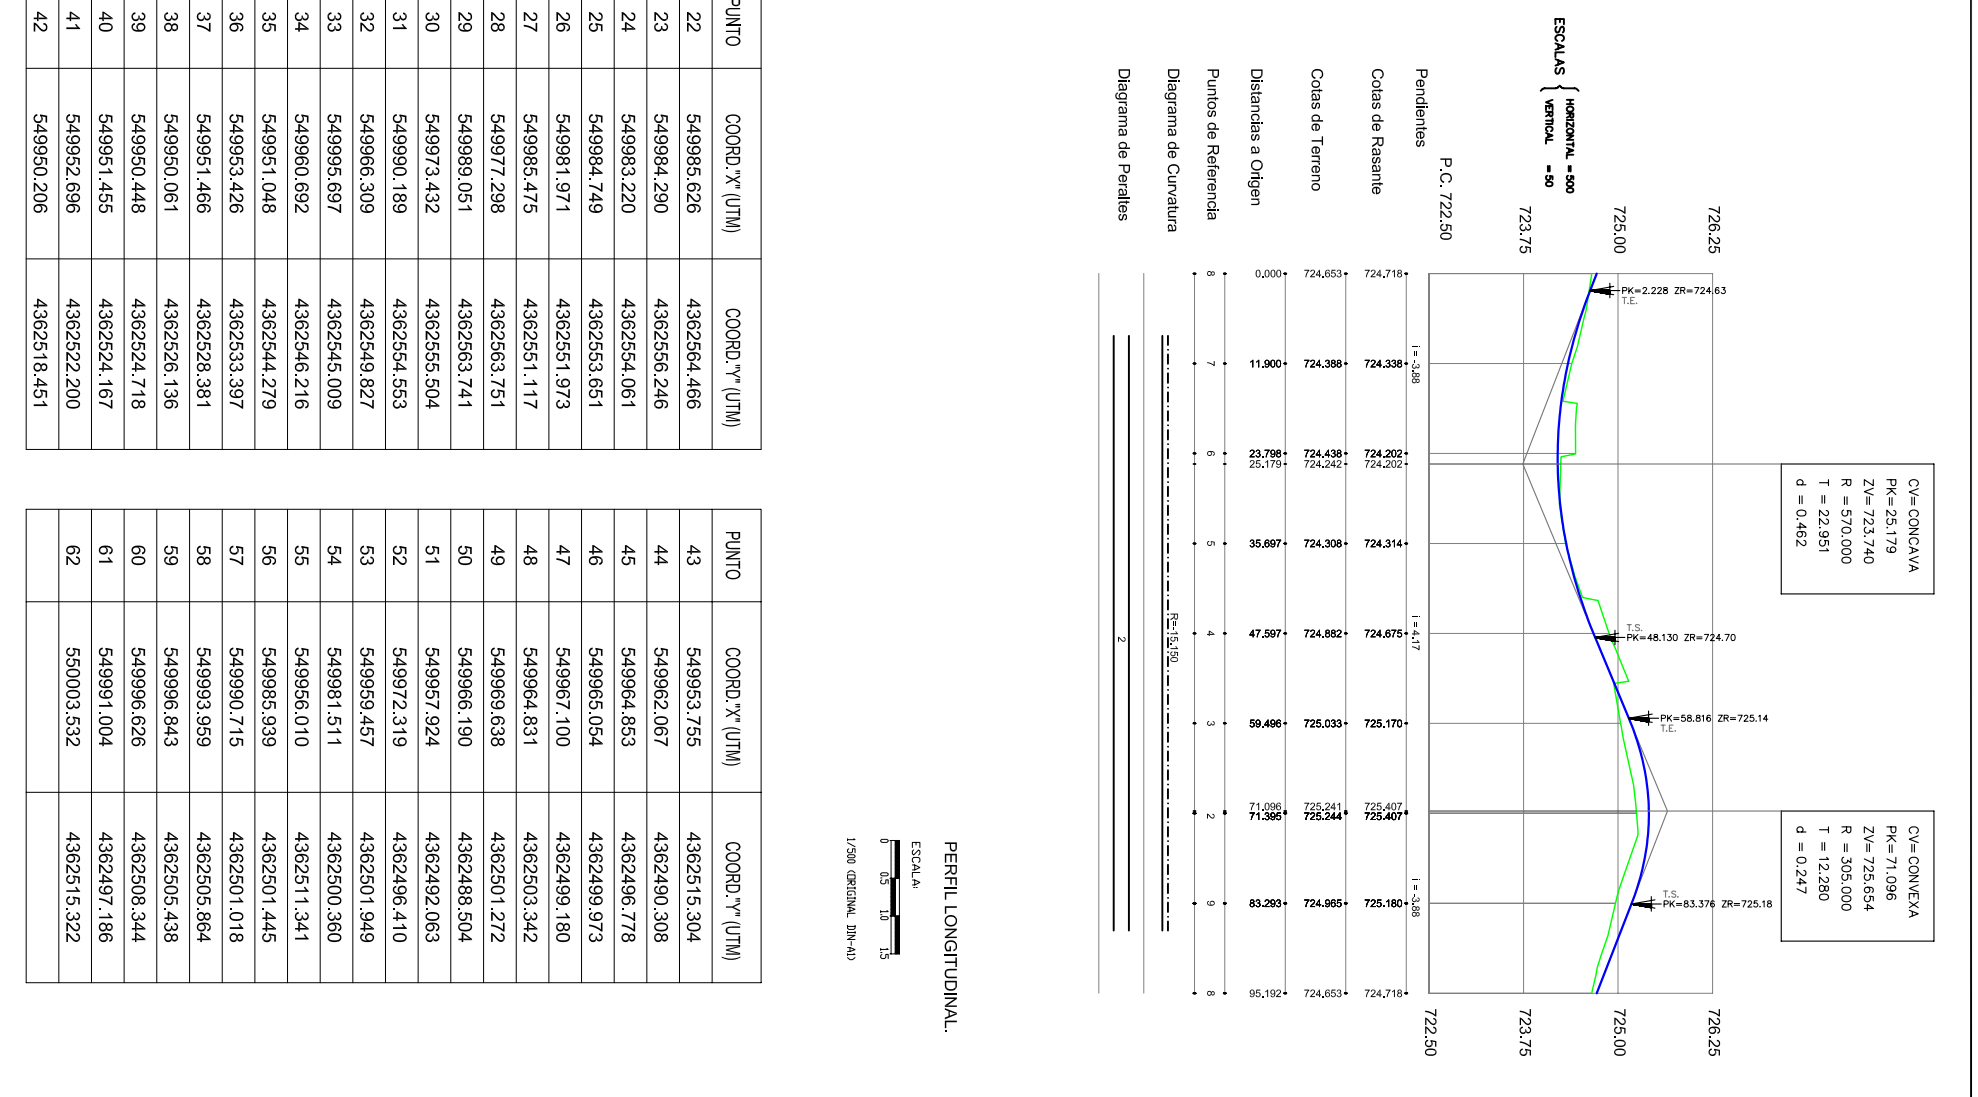 CV= CONCAVA
PK= 25.179
ZV= 723.740
R = 570.000
T = 22.951
d = 0.462
CV= CONVEXA
PK= 71.096
ZV= 725.654
R = 305.000
T = 12.280
d = 0.247
ESCALAS
HORIZONTAL = 500
VERTICAL = 50
726.25
725.00
723.75
P.C. 722.50
726.25
725.00
723.75
722.50
PK=2.228 ZR=724.63
T.E.
T.S.
PK=48.130 ZR=724.70
PK=58.816 ZR=725.14
T.E.
T.S.
PK=83.376 ZR=725.18
Pendientes i = -3.88 i = 4.17 i = -3.88
Cotas de Rasante 724.718 724.338 724.202 724.202 724.314 724.675 725.170 725.407 725.407 725.180 724.718
Cotas de Terreno 724.653 724.388 724.438 724.242 724.308 724.882 725.033 725.241 725.244 724.965 724.653
Distancias a Origen 0.000 11.900 23.798 25.179 35.697 47.597 59.496 71.096 71.395 83.293 95.192
Puntos de Referencia 8 7 6 5 4 3 2 9 8
Diagrama de Curvatura R=-15.150
Diagrama de Peraltes 2
PERFIL LONGITUDINAL.
ESCALA:
0 0.5 1.0 1.5
1/500 (ORIGINAL DIN-A1)
PUNTO COORD."X" (UTM) COORD."Y" (UTM)
22 549985.626 4362564.466
23 549984.290 4362556.246
24 549983.220 4362554.061
25 549984.749 4362553.651
26 549981.971 4362551.973
27 549985.475 4362551.117
28 549977.298 4362563.751
29 549989.051 4362563.741
30 549973.432 4362555.504
31 549990.189 4362554.553
32 549966.309 4362549.827
33 549995.697 4362545.009
34 549960.692 4362546.216
35 549951.048 4362544.279
36 549953.426 4362533.397
37 549951.466 4362528.381
38 549950.061 4362526.136
39 549950.448 4362524.718
40 549951.455 4362524.167
41 549952.696 4362522.200
42 549950.206 4362518.451
PUNTO COORD."X" (UTM) COORD."Y" (UTM)
43 549953.755 4362515.304
44 549962.067 4362490.308
45 549964.853 4362496.778
46 549965.054 4362499.973
47 549967.100 4362499.180
48 549964.831 4362503.342
49 549969.638 4362501.272
50 549966.190 4362488.504
51 549957.924 4362492.063
52 549972.319 4362496.410
53 549959.457 4362501.949
54 549981.511 4362500.360
55 549956.010 4362511.341
56 549985.939 4362501.445
57 549990.715 4362501.018
58 549993.959 4362505.864
59 549996.843 4362505.438
60 549996.626 4362508.344
61 549991.004 4362497.186
62 550003.532 4362515.322